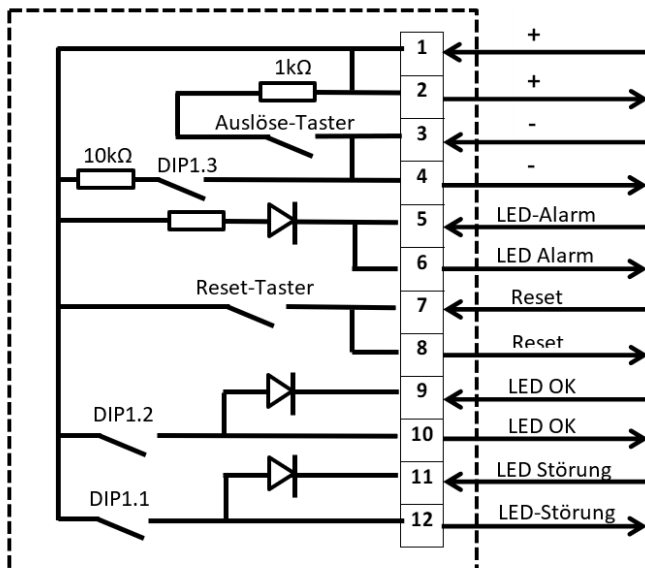 1 +
1kΩ 2 +
Auslöse-Taster 3 -
10kΩ DIP1.3 4 -
5 LED-Alarm
6 LED Alarm
Reset-Taster 7 Reset
8 Reset
9 LED OK
DIP1.2 10 LED OK
11 LED Störung
DIP1.1 12 LED-Störung